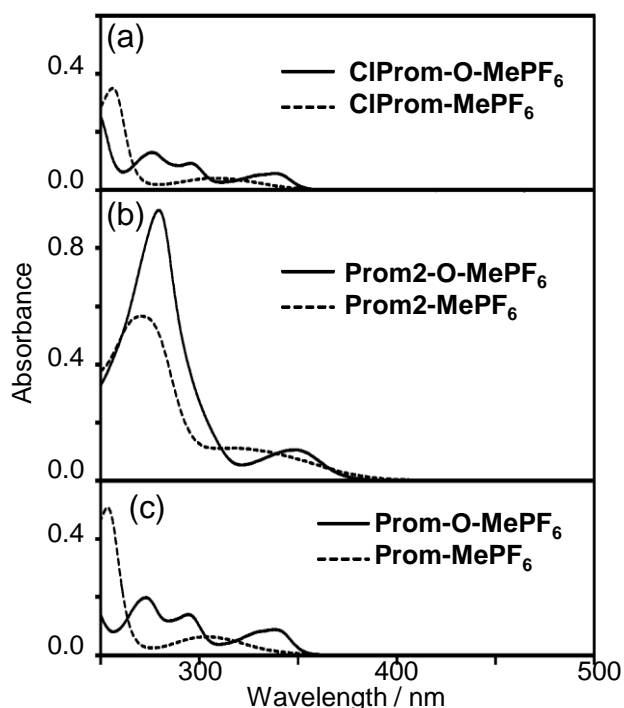 (a)
0.4
ClProm-O-MePF6
ClProm-MePF6
0.0
(b)
0.8
Prom2-O-MePF6
Prom2-MePF6
Absorbance
0.4
0.0
(c)
Prom-O-MePF6
0.4
Prom-MePF6
0.0
300 400 500
Wavelength / nm